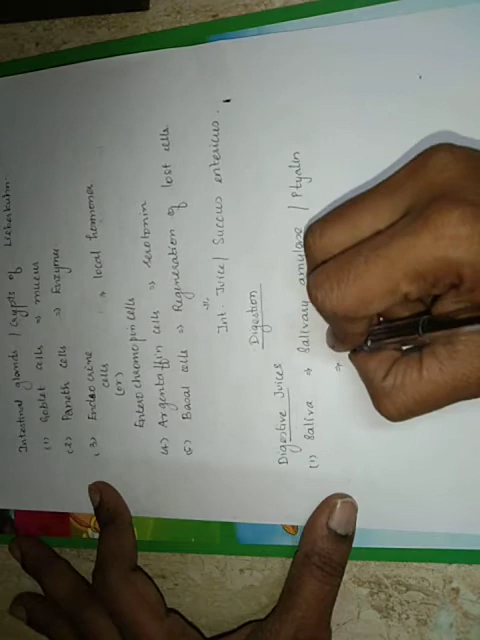 Intestinal glands / Crypts of Lieberkuhn.
(1) Goblet cells ⇒ mucus
(2) Paneth cells ⇒ Enzyme
(3) Endocrine cells → local hormone
(or)
Enterochromopin cells
(4) Argentaffin cells ⇒ serotonin
(5) Basal cells ⇒ Regeneration of lost cells
Int. Juice / Succus entericus.
Digestion
Digestive Juices
(1) Saliva → Salivary amylase / Ptyalin
⇒